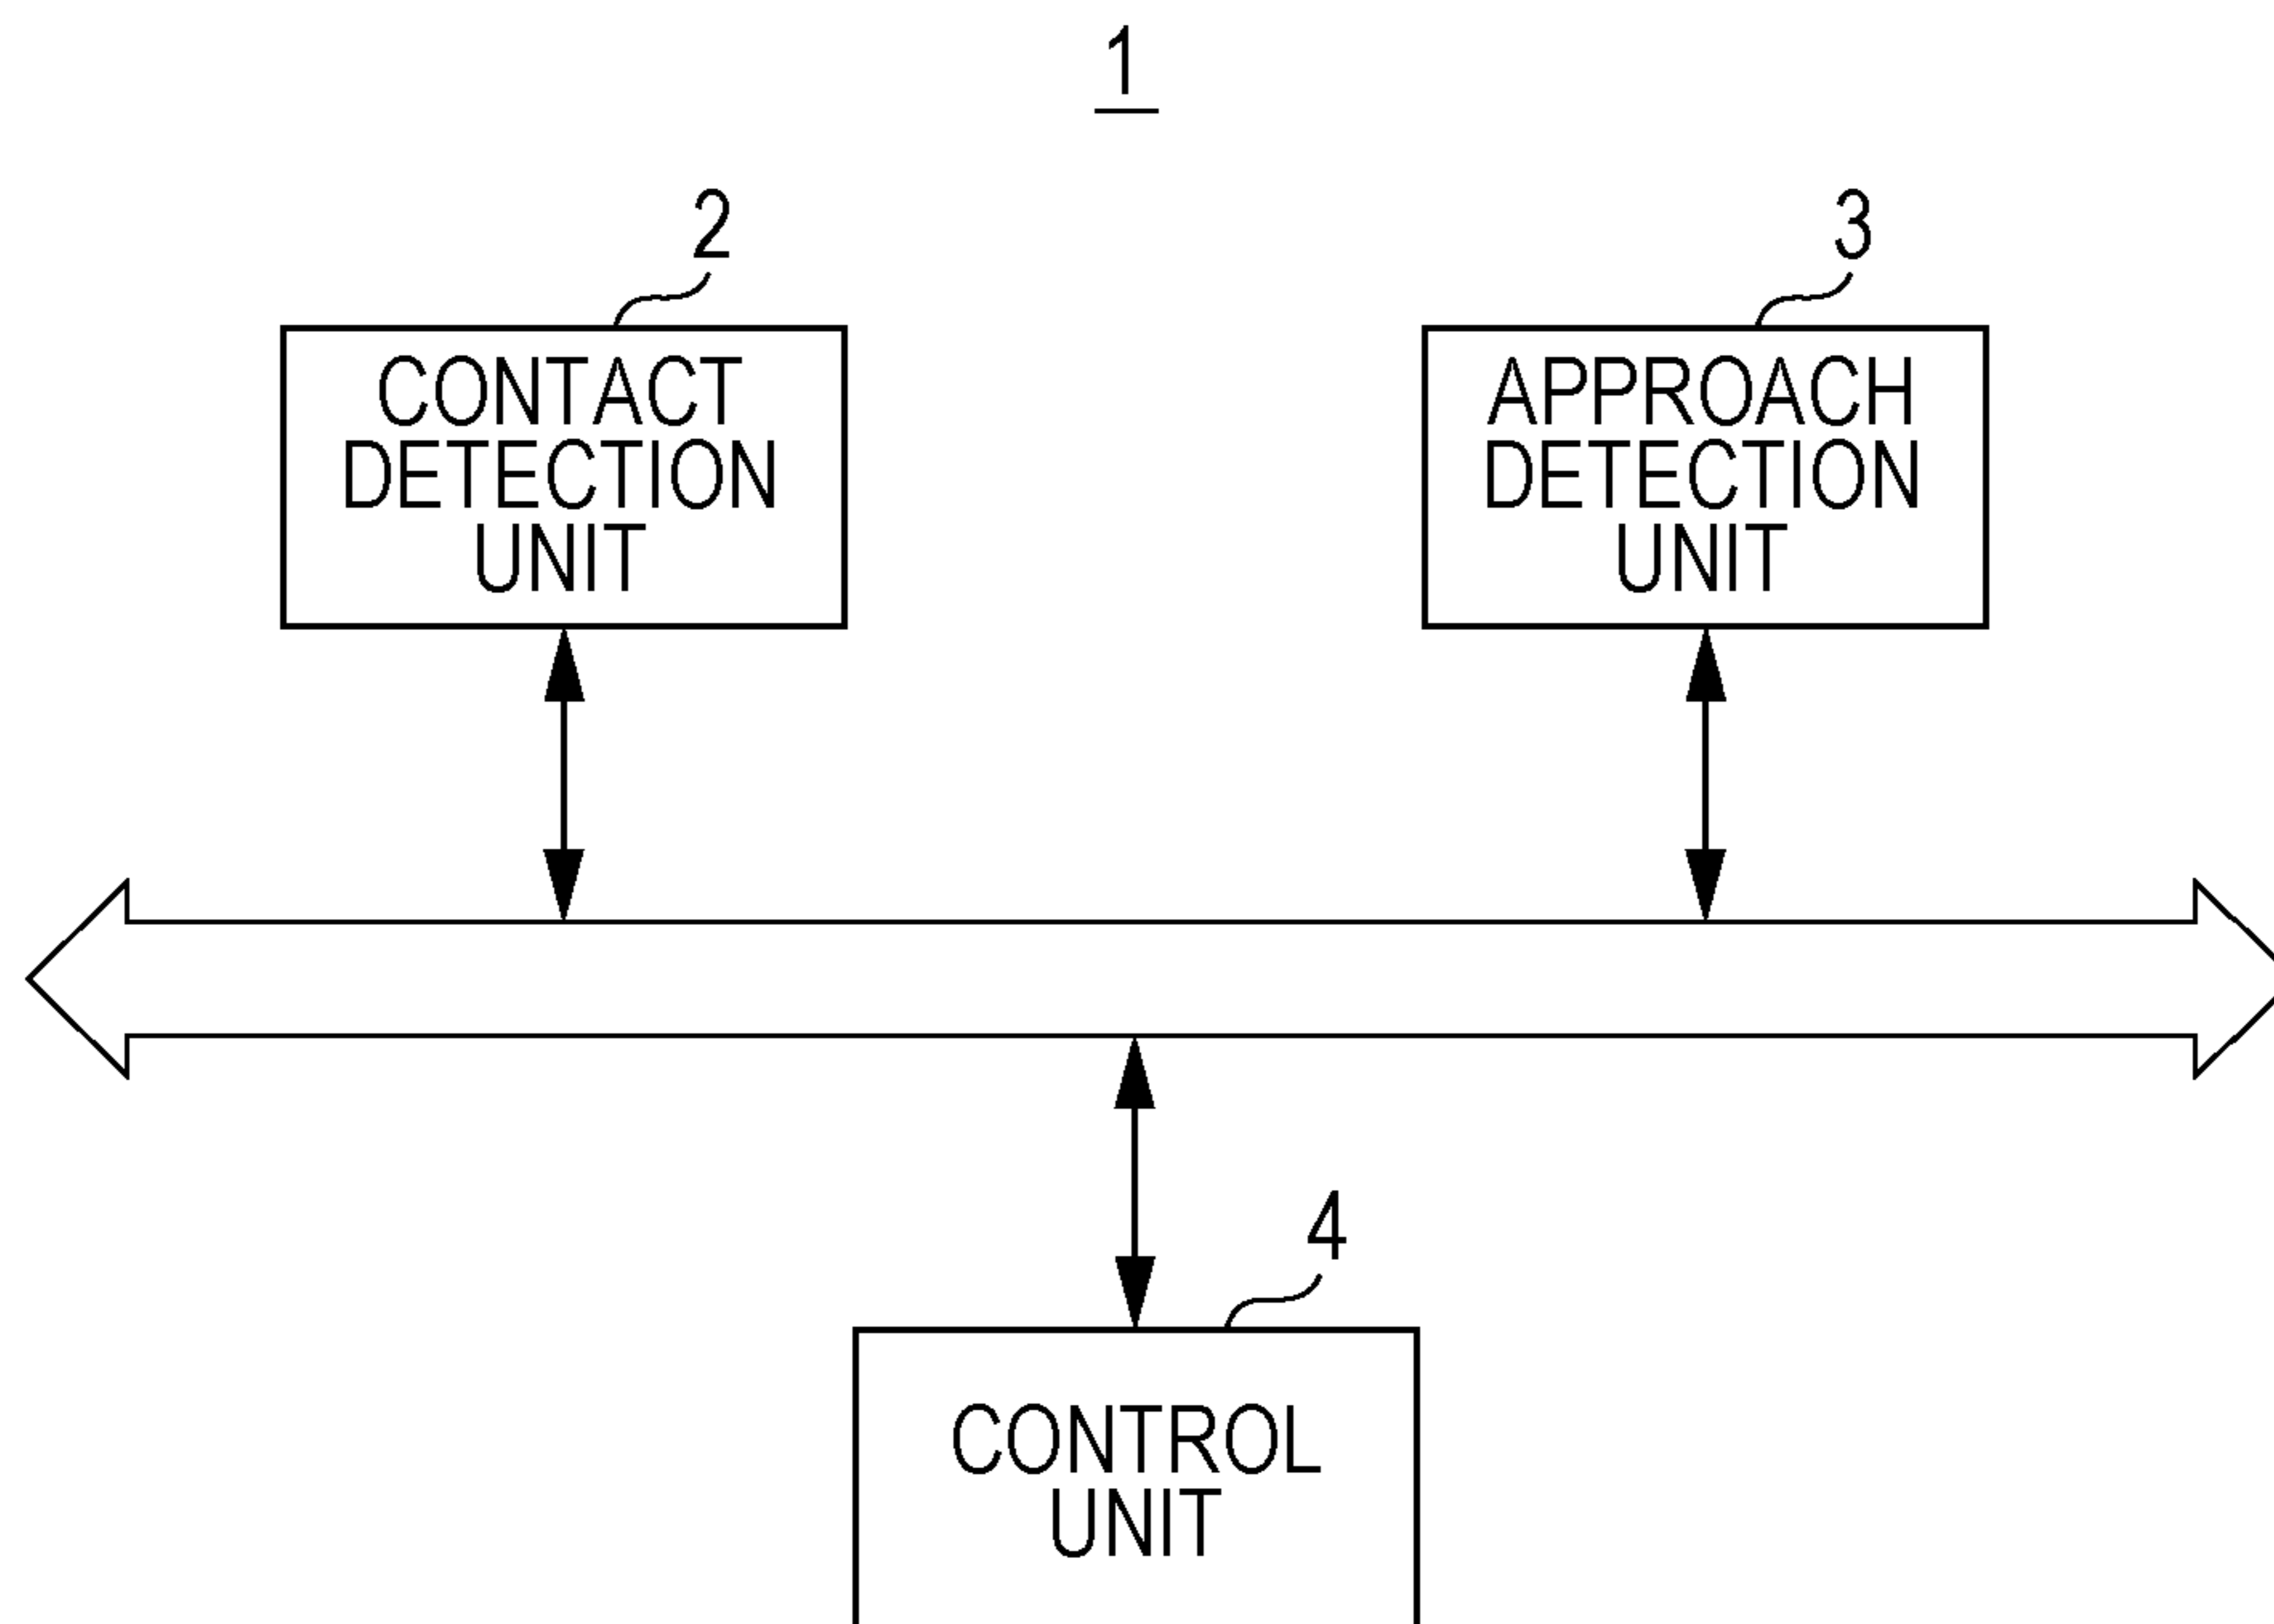 1
2
3
CONTACT
DETECTION
UNIT
APPROACH
DETECTION
UNIT
4
CONTROL
UNIT